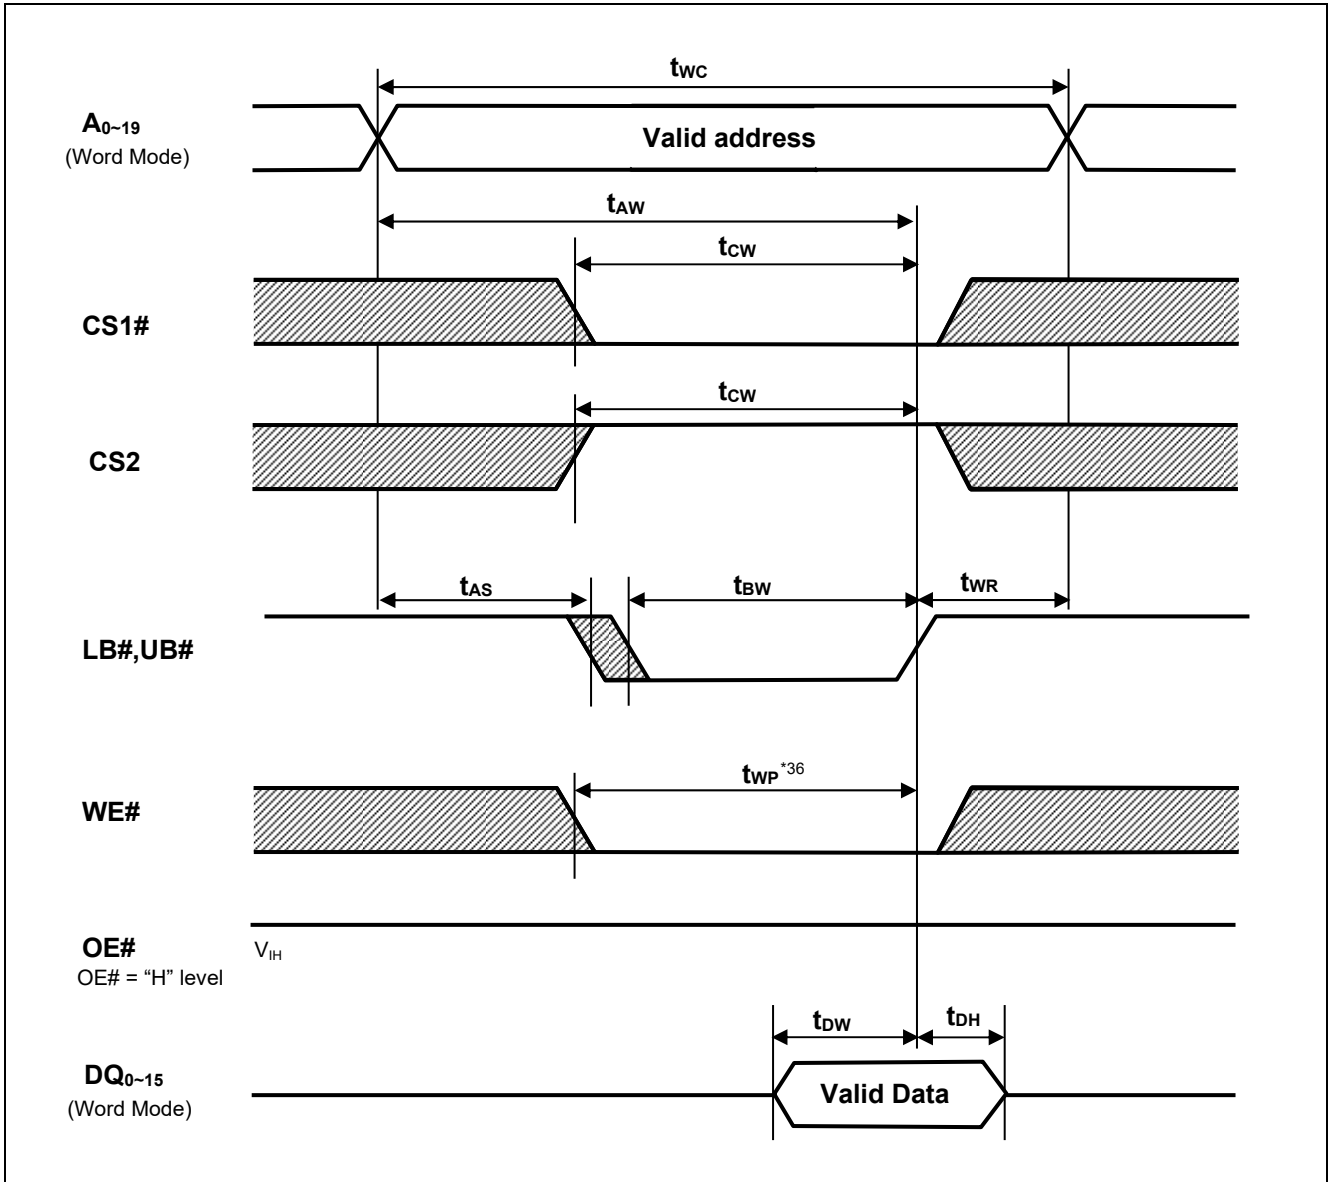 tWC
A0~19
(Word Mode)
Valid address
tAW
tCW
CS1#
tCW
CS2
tAS
tBW
tWR
LB#,UB#
tWP*36
WE#
OE#
OE# = “H” level
VIH
tDW
tDH
DQ0~15
(Word Mode)
Valid Data